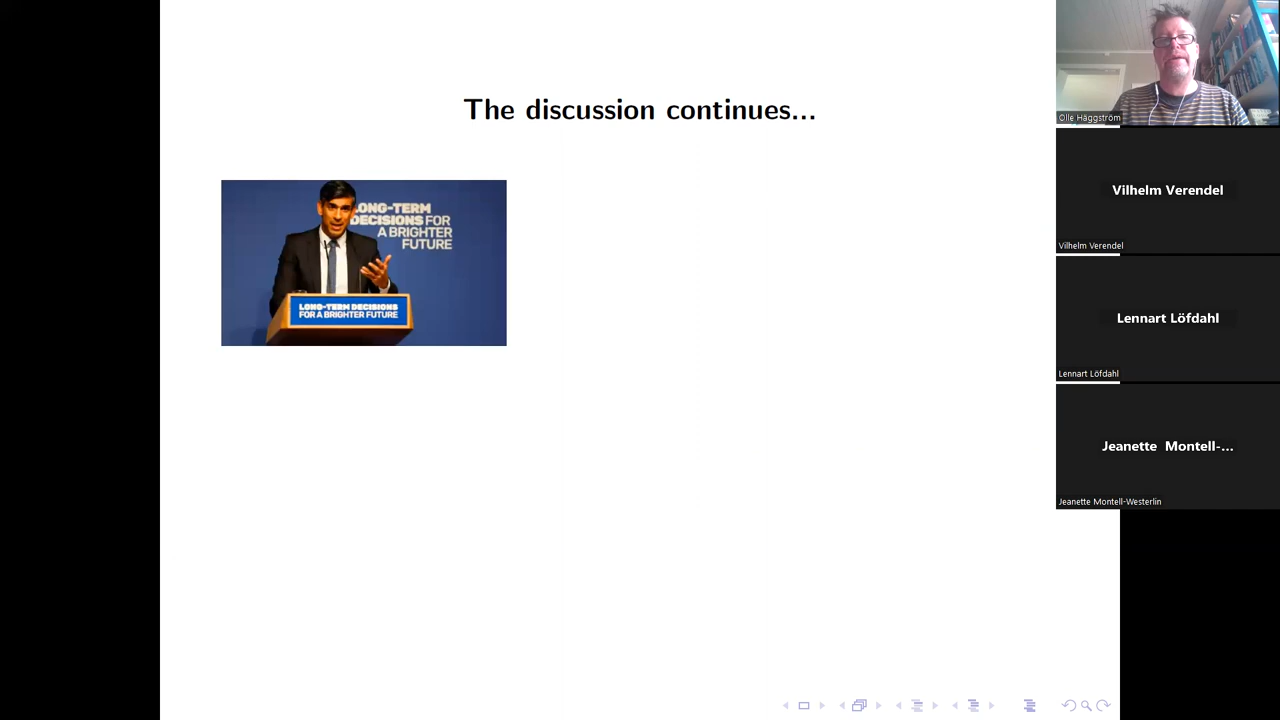 The discussion continues...
LONG-TERM
DECISIONS FOR
A BRIGHTER
FUTURE
LONG-TERM DECISIONS
FOR A BRIGHTER FUTURE
Olle Häggström
Vilhelm Verendel
Vilhelm Verendel
Lennart Löfdahl
Lennart Löfdahl
Jeanette Montell-...
Jeanette Montell-Westerlin